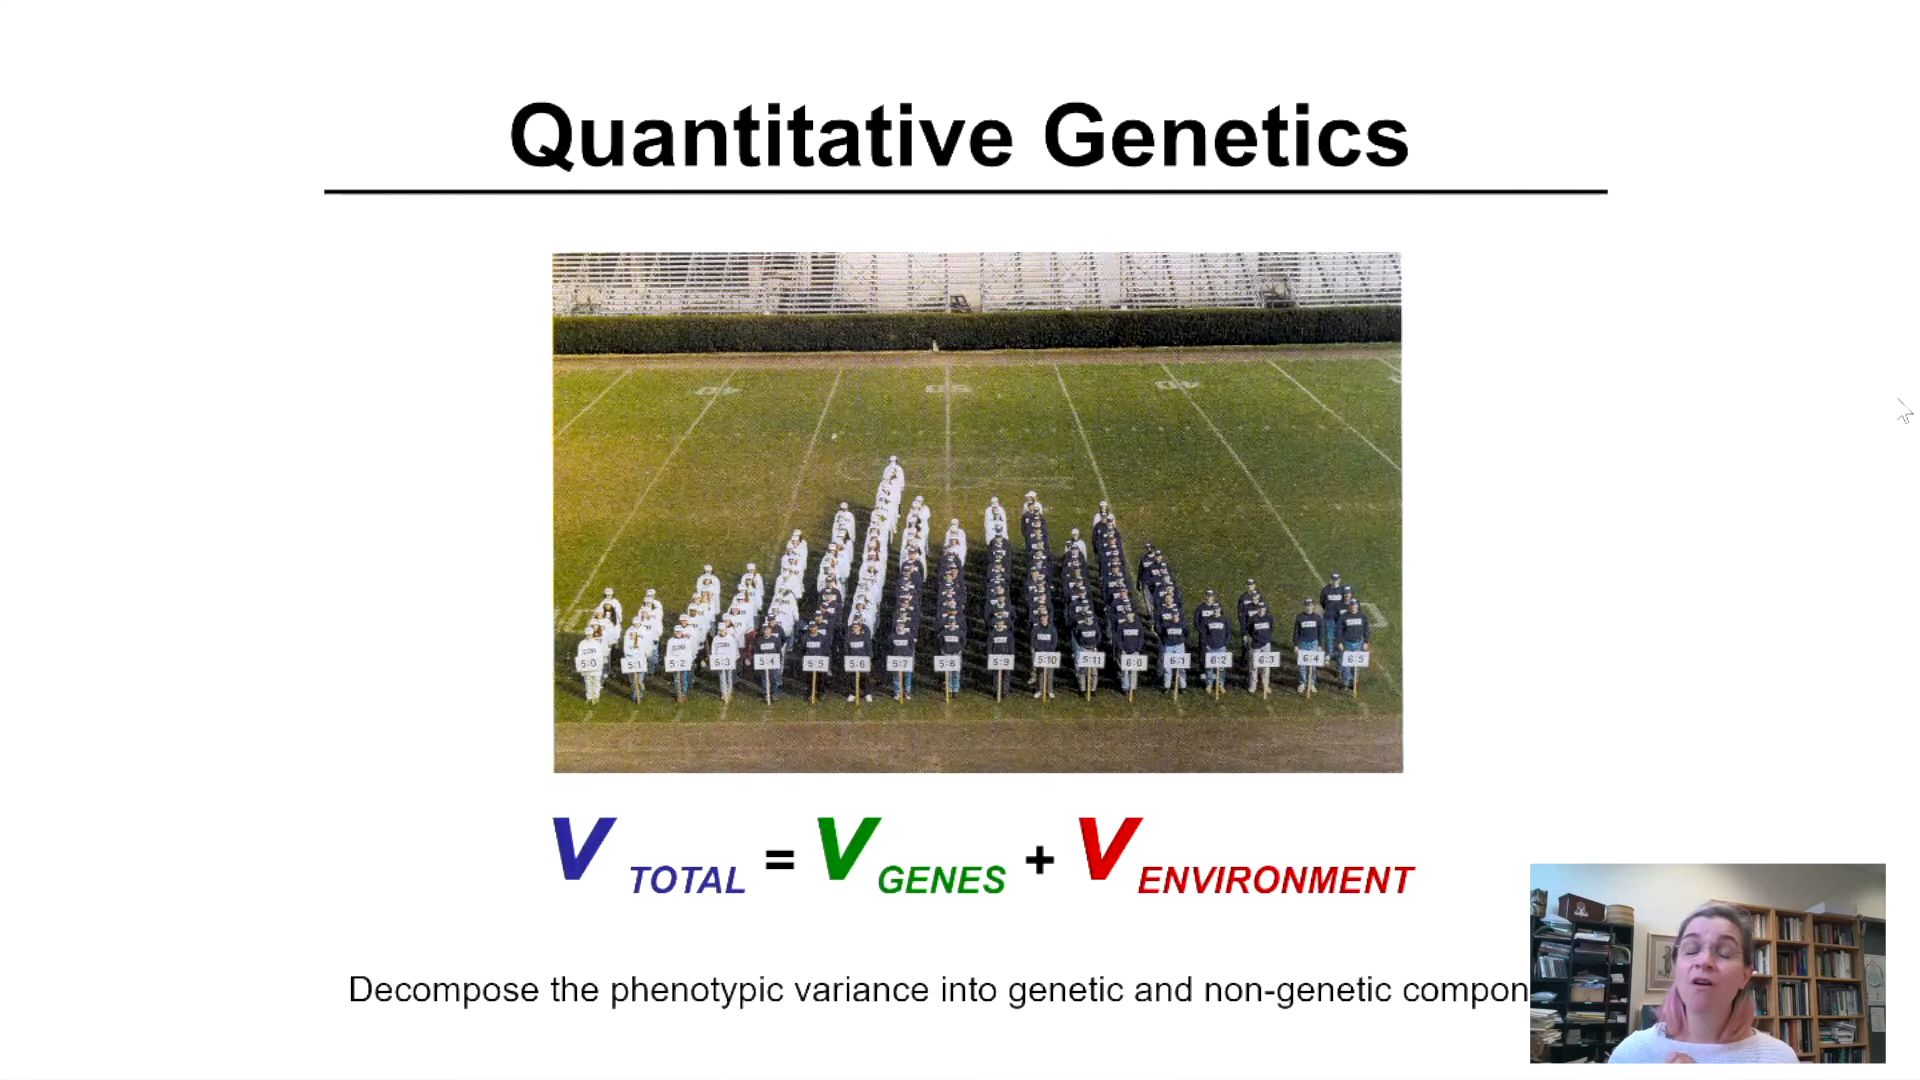 Quantitative Genetics
5:0 5:1 5:2 5:3 5:4 5:5 5:6 5:7 5:8 5:9 5:10 5:11 6:0 6:1 6:2 6:3 6:4 6:5
V TOTAL = V GENES + V ENVIRONMENT
Decompose the phenotypic variance into genetic and non-genetic compon